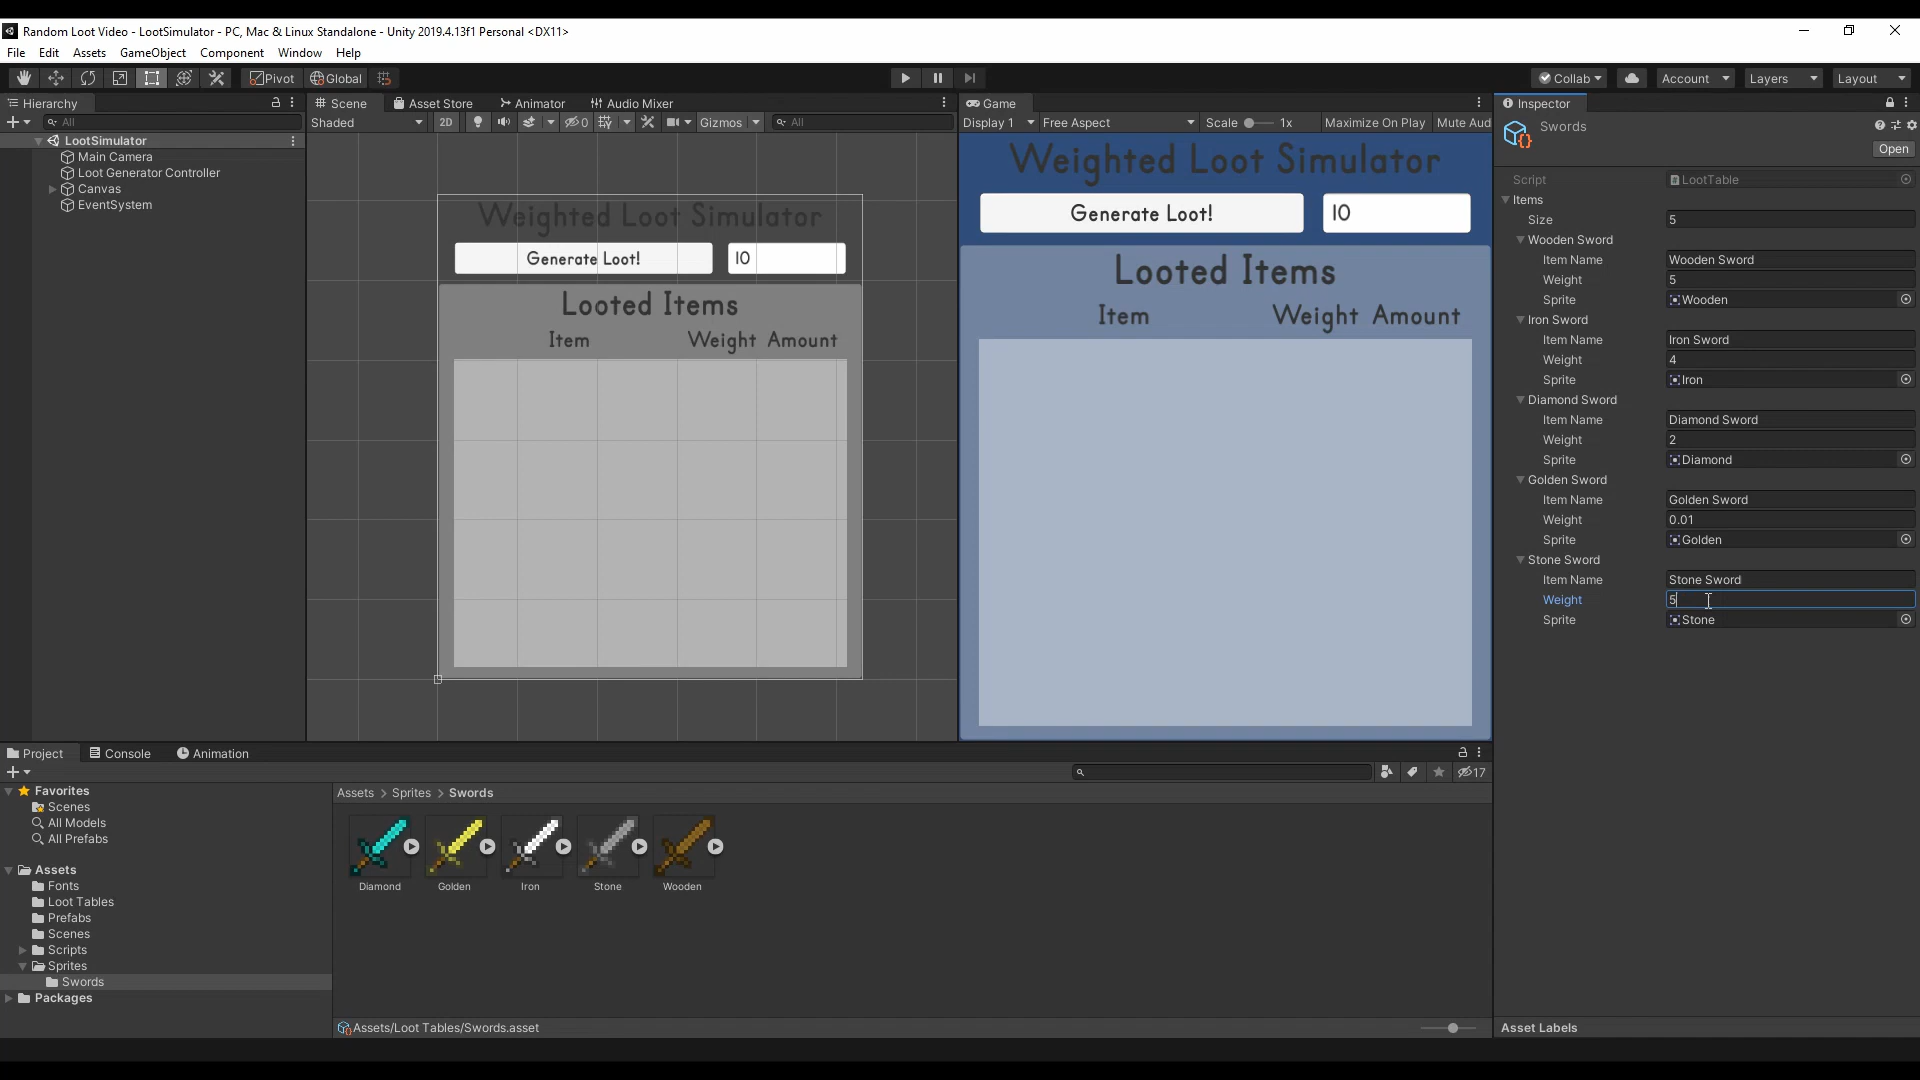 Random Loot Video - LootSimulator - PC, Mac & Linux Standalone - Unity 2019.4.13f1 Personal <DX11>
File Edit Assets GameObject Component Window Help
Pivot Global Collab Account Layers Layout
Hierarchy
All
LootSimulator
Main Camera
Loot Generator Controller
Canvas
EventSystem
Scene Asset Store Animator Audio Mixer
Shaded 2D 0 Gizmos All
Weighted Loot Simulator
Generate Loot! 10
Looted Items
Item Weight Amount
Game
Display 1 Free Aspect Scale 1x Maximize On Play Mute Aud
Weighted Loot Simulator
Generate Loot! 10
Looted Items
Item Weight Amount
Inspector
Swords
Open
Script LootTable
Items
Size 5
Wooden Sword
Item Name Wooden Sword
Weight 5
Sprite Wooden
Iron Sword
Item Name Iron Sword
Weight 4
Sprite Iron
Diamond Sword
Item Name Diamond Sword
Weight 2
Sprite Diamond
Golden Sword
Item Name Golden Sword
Weight 0.01
Sprite Golden
Stone Sword
Item Name Stone Sword
Weight 5
Sprite Stone
Asset Labels
Project Console Animation
17
Favorites
Scenes
All Models
All Prefabs
Assets
Fonts
Loot Tables
Prefabs
Scenes
Scripts
Sprites
Swords
Packages
Assets > Sprites > Swords
Diamond Golden Iron Stone Wooden
Assets/Loot Tables/Swords.asset